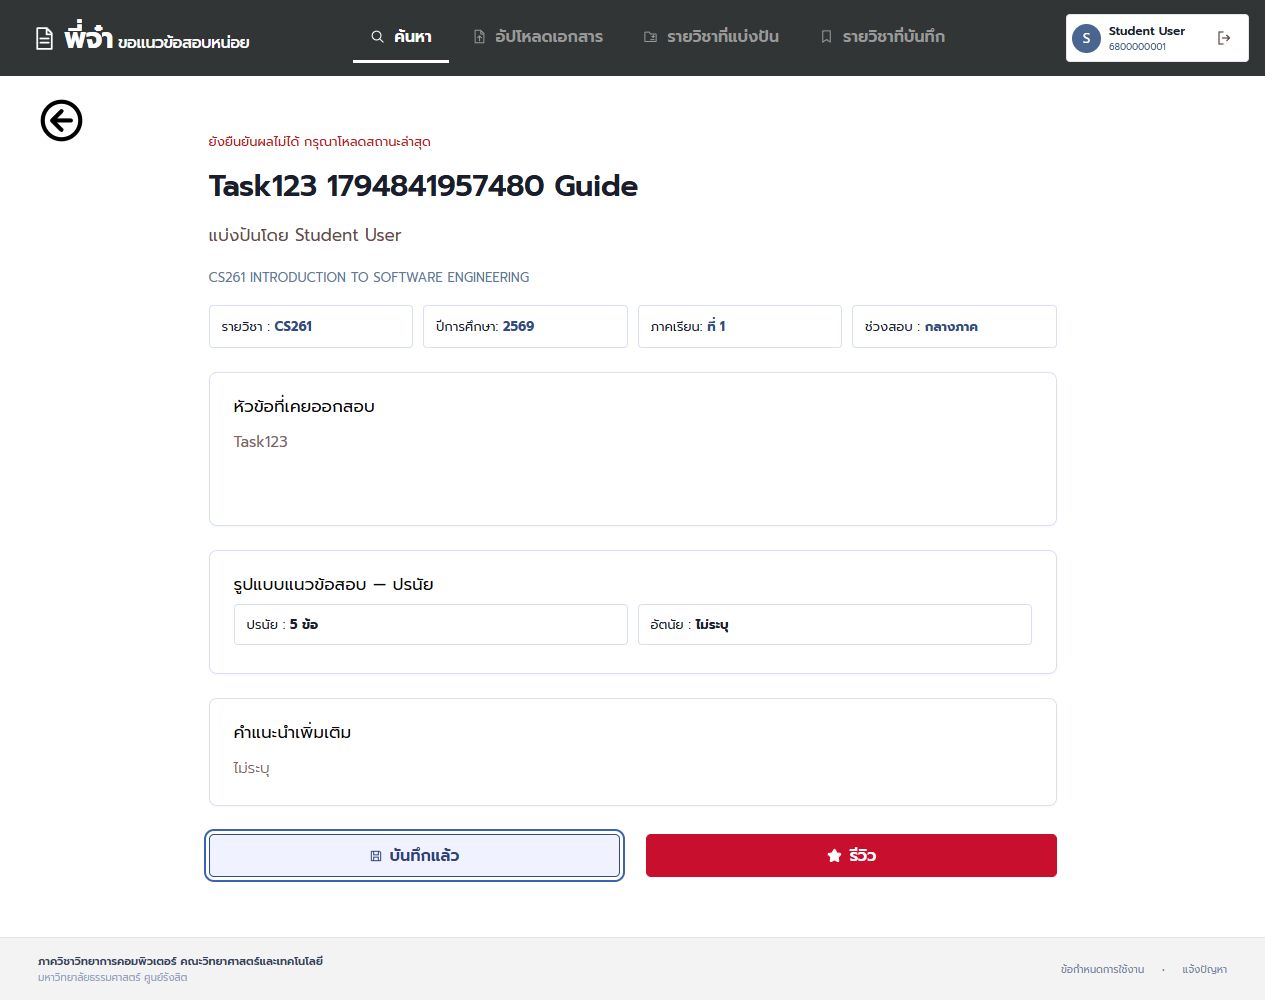 พี่จ๋า ขอแนวข้อสอบหน่อย
ค้นหา
อัปโหลดเอกสาร
รายวิชาที่แบ่งปัน
รายวิชาที่บันทึก
S
Student User
6800000001
ยังยืนยันผลไม่ได้ กรุณาโหลดสถานะล่าสุด
Task123 1794841957480 Guide
แบ่งปันโดย Student User
CS261 INTRODUCTION TO SOFTWARE ENGINEERING
รายวิชา : CS261
ปีการศึกษา: 2569
ภาคเรียน: ที่ 1
ช่วงสอบ : กลางภาค
หัวข้อที่เคยออกสอบ
Task123
รูปแบบแนวข้อสอบ — ปรนัย
ปรนัย : 5 ข้อ
อัตนัย : ไม่ระบุ
คำแนะนำเพิ่มเติม
ไม่ระบุ
บันทึกแล้ว
รีวิว
ภาควิชาวิทยาการคอมพิวเตอร์ คณะวิทยาศาสตร์และเทคโนโลยี
มหาวิทยาลัยธรรมศาสตร์ ศูนย์รังสิต
ข้อกำหนดการใช้งาน • แจ้งปัญหา